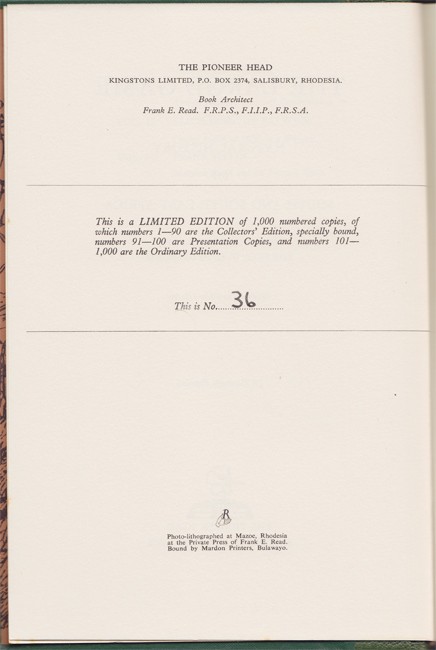 THE PIONEER HEAD
KINGSTONS LIMITED, P.O. BOX 2374, SALISBURY, RHODESIA.
Book Architect
Frank E. Read. F.R.P.S., F.I.I.P., F.R.S.A.
This is a LIMITED EDITION of 1,000 numbered copies, of
which numbers 1—90 are the Collectors' Edition, specially bound,
numbers 91—100 are Presentation Copies, and numbers 101—
1,000 are the Ordinary Edition.
This is No. 36
R
Photo-lithographed at Mazoe, Rhodesia
at the Private Press of Frank E. Read.
Bound by Mardon Printers, Bulawayo.